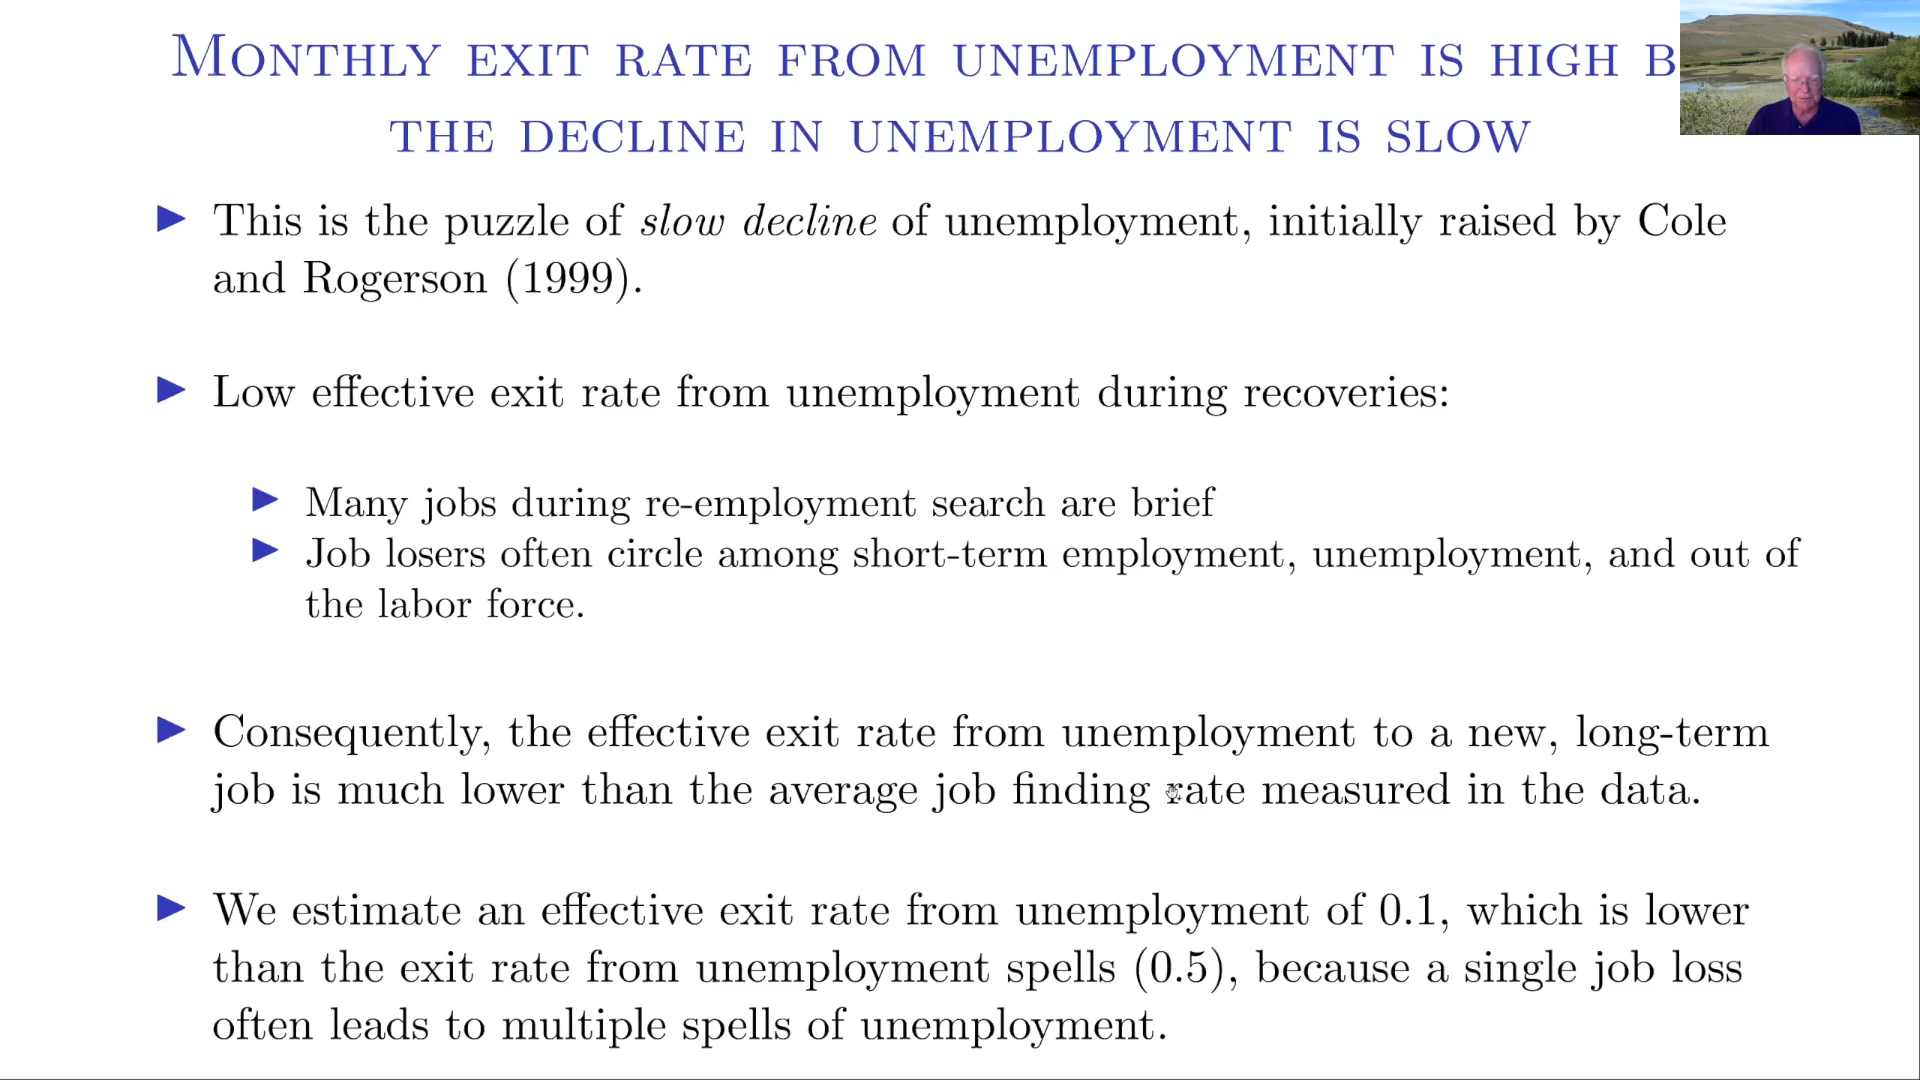 Monthly exit rate from unemployment is high b
the decline in unemployment is slow
This is the puzzle of slow decline of unemployment, initially raised by Cole
and Rogerson (1999).
Low effective exit rate from unemployment during recoveries:
Many jobs during re-employment search are brief
Job losers often circle among short-term employment, unemployment, and out of
the labor force.
Consequently, the effective exit rate from unemployment to a new, long-term
job is much lower than the average job finding rate measured in the data.
We estimate an effective exit rate from unemployment of 0.1, which is lower
than the exit rate from unemployment spells (0.5), because a single job loss
often leads to multiple spells of unemployment.